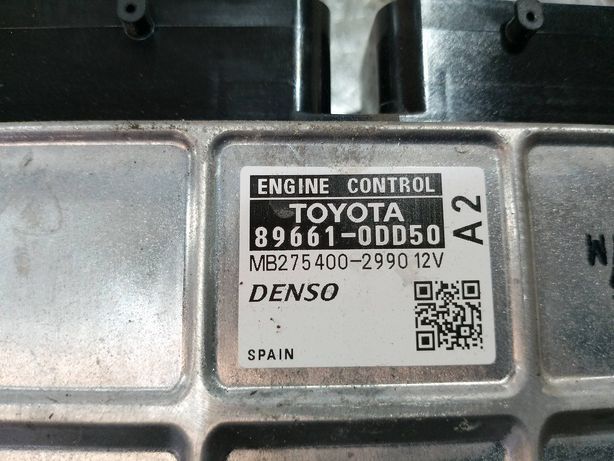 ENGINE CONTROL
TOYOTA
89661-0DD50
A2
MB275400-2990 12V
DENSO
SPAIN